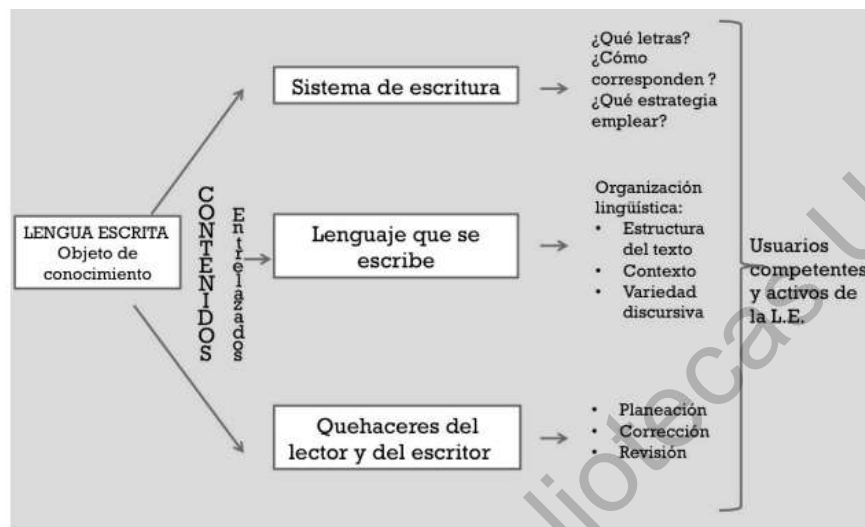 LENGUA ESCRITA
Objeto de
conocimiento
CONTENIDOS
Entrelazados
Sistema de escritura
¿Qué letras?
¿Cómo
corresponden ?
¿Qué estrategia
emplear?
Lenguaje que se
escribe
Organización
lingüística:
• Estructura
del texto
• Contexto
• Variedad
discursiva
Quehaceres del
lector y del escritor
• Planeación
• Corrección
• Revisión
Usuarios
competentes
y activos de
la L.E.